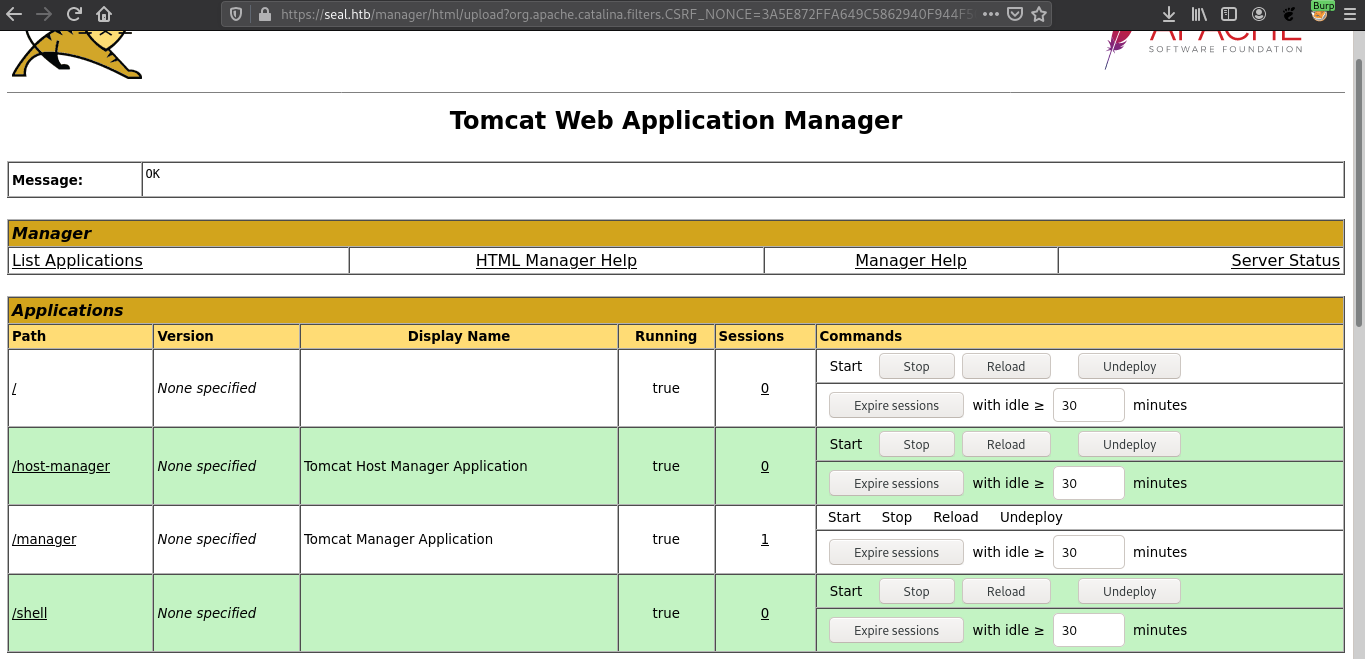 Burp
https://seal.htb/manager/html/upload?org.apache.catalina.filters.CSRF_NONCE=3A5E872FFA649C5862940F944F5
APACHE
SOFTWARE FOUNDATION
Tomcat Web Application Manager
Message: OK
Manager
List Applications HTML Manager Help Manager Help Server Status
Applications
Path Version Display Name Running Sessions Commands
/ None specified true 0 Start Stop Reload Undeploy
Expire sessions with idle ≥ 30 minutes
/host-manager None specified Tomcat Host Manager Application true 0 Start Stop Reload Undeploy
Expire sessions with idle ≥ 30 minutes
/manager None specified Tomcat Manager Application true 1 Start Stop Reload Undeploy
Expire sessions with idle ≥ 30 minutes
/shell None specified true 0 Start Stop Reload Undeploy
Expire sessions with idle ≥ 30 minutes